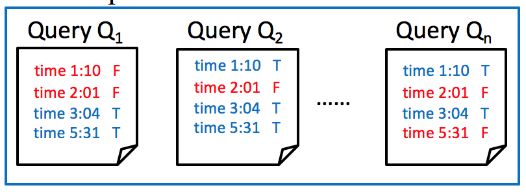 Query Q1
time 1:10 F
time 2:01 F
time 3:04 T
time 5:31 T
Query Q2
time 1:10 T
time 2:01 F
time 3:04 T
time 5:31 T
......
Query Qn
time 1:10 T
time 2:01 F
time 3:04 T
time 5:31 F